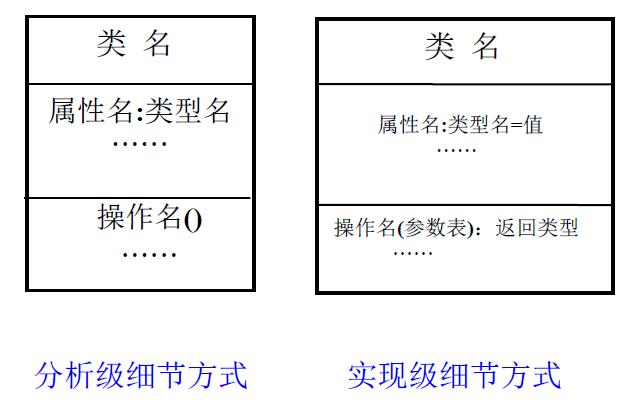 类 名
属性名:类型名
……
操作名()
……
分析级细节方式
类 名
属性名:类型名=值
……
操作名(参数表)：返回类型
……
实现级细节方式